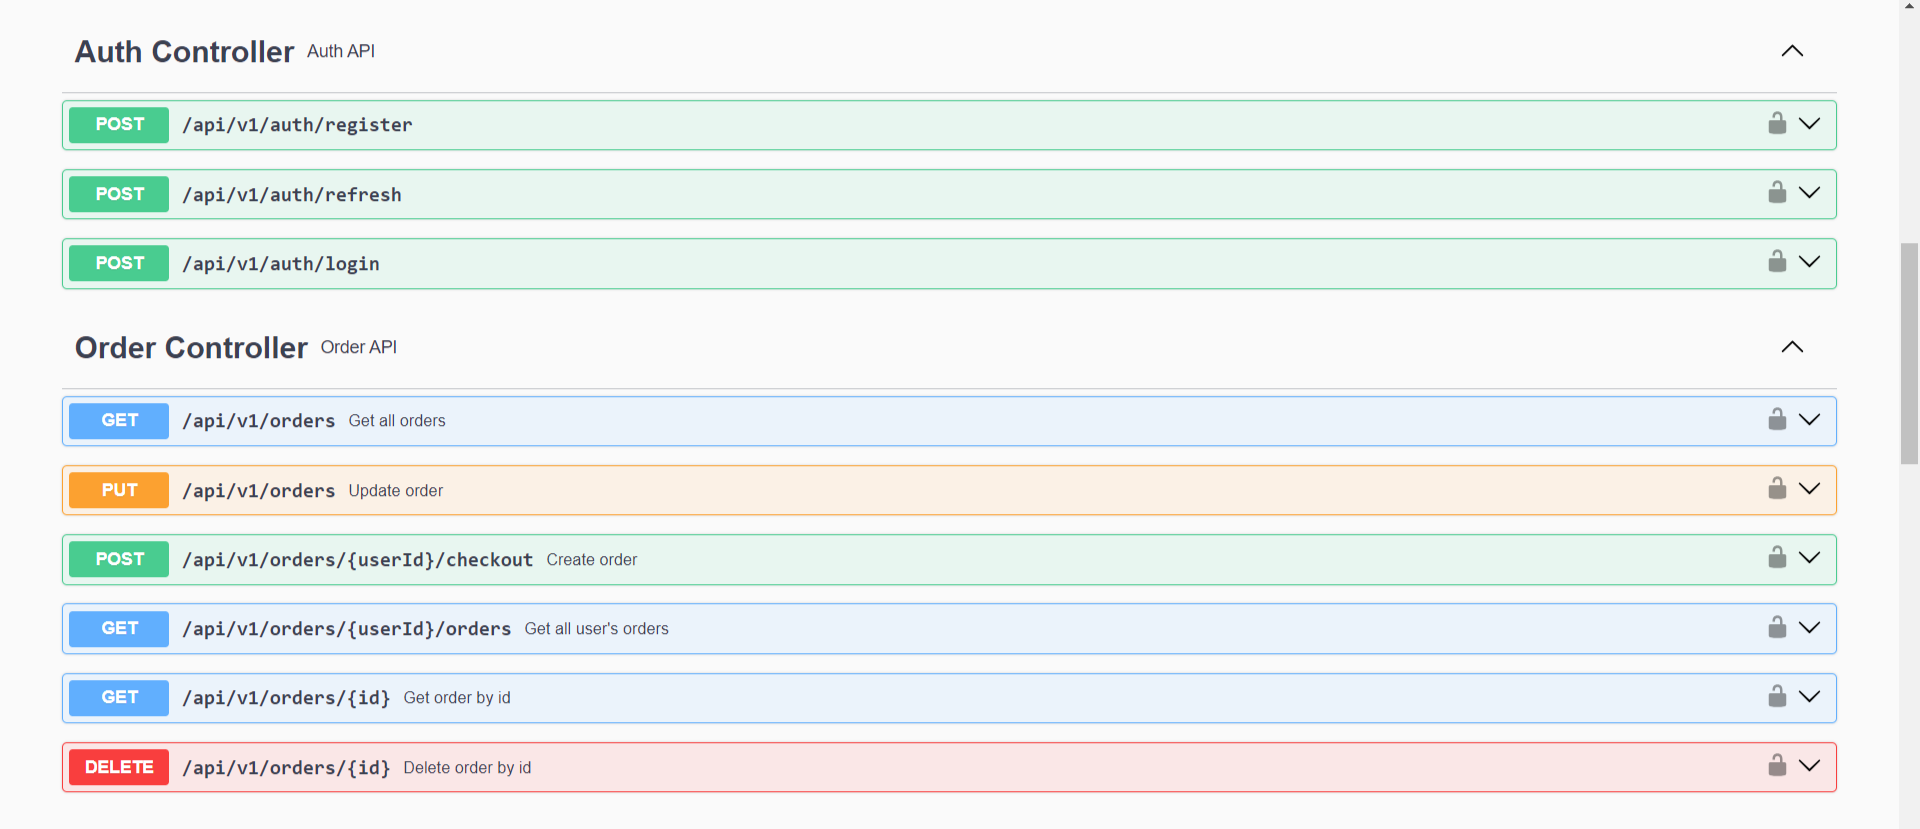 Auth Controller Auth API
POST /api/v1/auth/register
POST /api/v1/auth/refresh
POST /api/v1/auth/login
Order Controller Order API
GET /api/v1/orders Get all orders
PUT /api/v1/orders Update order
POST /api/v1/orders/{userId}/checkout Create order
GET /api/v1/orders/{userId}/orders Get all user's orders
GET /api/v1/orders/{id} Get order by id
DELETE /api/v1/orders/{id} Delete order by id